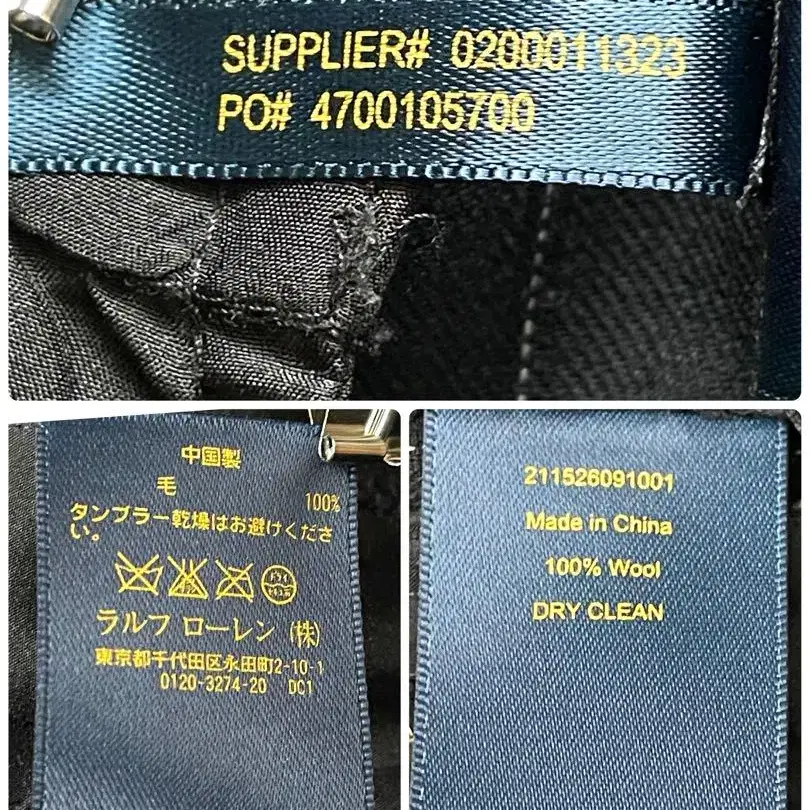 SUPPLIER# 0200011323
PO# 4700105700
中国製
毛 100%
タンブラー乾燥はお避けくださ
い。
ドライ
ラルフ ローレン (株)
東京都千代田区永田町2-10-1
0120-3274-20 DC1
211526091001
Made in China
100% Wool
DRY CLEAN